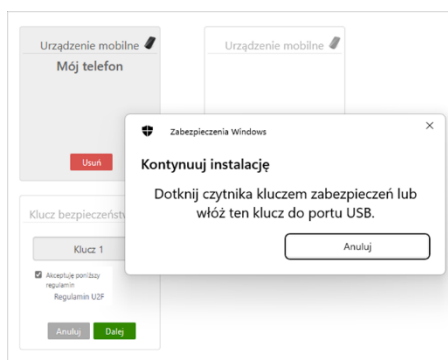 Urządzenie mobilne
Mój telefon
Usuń
Urządzenie mobilne
Zabezpieczenia Windows
Kontynuuj instalację
Dotknij czytnika kluczem zabezpieczeń lub
włóż ten klucz do portu USB.
Anuluj
Klucz bezpieczeństw
Klucz 1
Akceptuję poniższy
regulamin
Regulamin U2F
Anuluj
Dalej